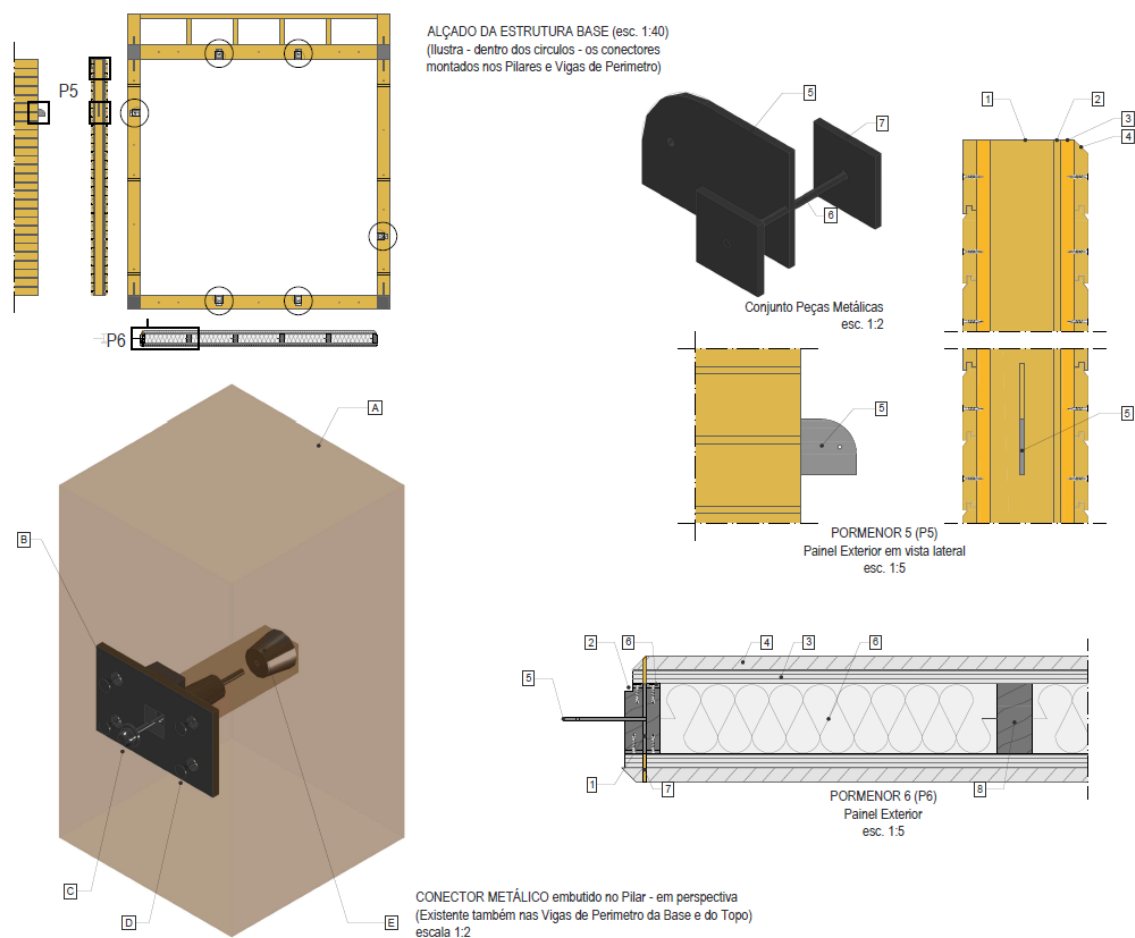 ALÇADO DA ESTRUTURA BASE (esc. 1:40)
(Ilustra - dentro dos circulos - os conectores
montados nos Pilares e Vigas de Perimetro)
P5
P6
5
7
6
Conjunto Peças Metálicas
esc. 1:2
1
2
3
4
5
5
PORMENOR 5 (P5)
Painel Exterior em vista lateral
esc. 1:5
A
B
C
D
E
CONECTOR METÁLICO embutido no Pilar - em perspectiva
(Existente também nas Vigas de Perimetro da Base e do Topo)
escala 1:2
2
6
4
3
6
5
1
7
8
PORMENOR 6 (P6)
Painel Exterior
esc. 1:5